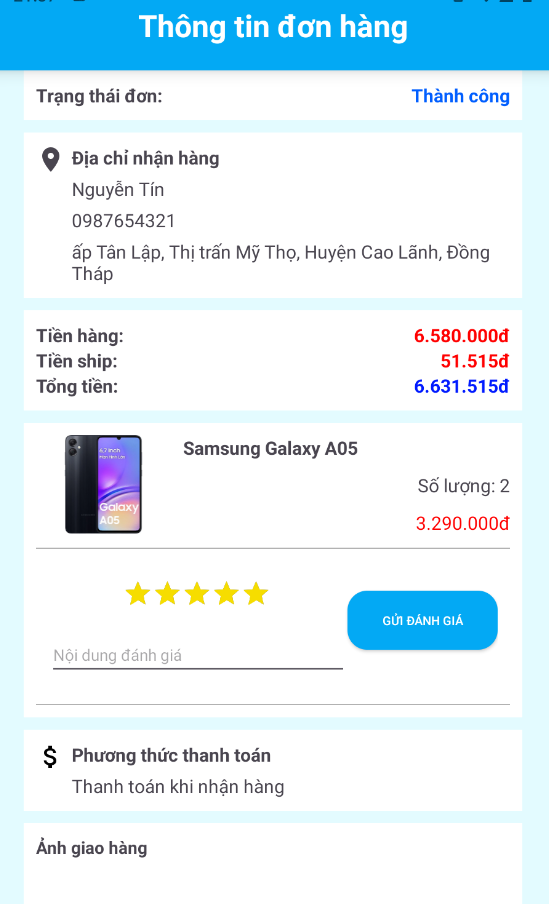 Thông tin đơn hàng
Trạng thái đơn: Thành công
Địa chỉ nhận hàng
Nguyễn Tín
0987654321
ấp Tân Lập, Thị trấn Mỹ Thọ, Huyện Cao Lãnh, Đồng
Tháp
Tiền hàng: 6.580.000đ
Tiền ship: 51.515đ
Tổng tiền: 6.631.515đ
Samsung Galaxy A05
Galaxy
A05
Số lượng: 2
3.290.000đ
GỬI ĐÁNH GIÁ
Nội dung đánh giá
Phương thức thanh toán
Thanh toán khi nhận hàng
Ảnh giao hàng